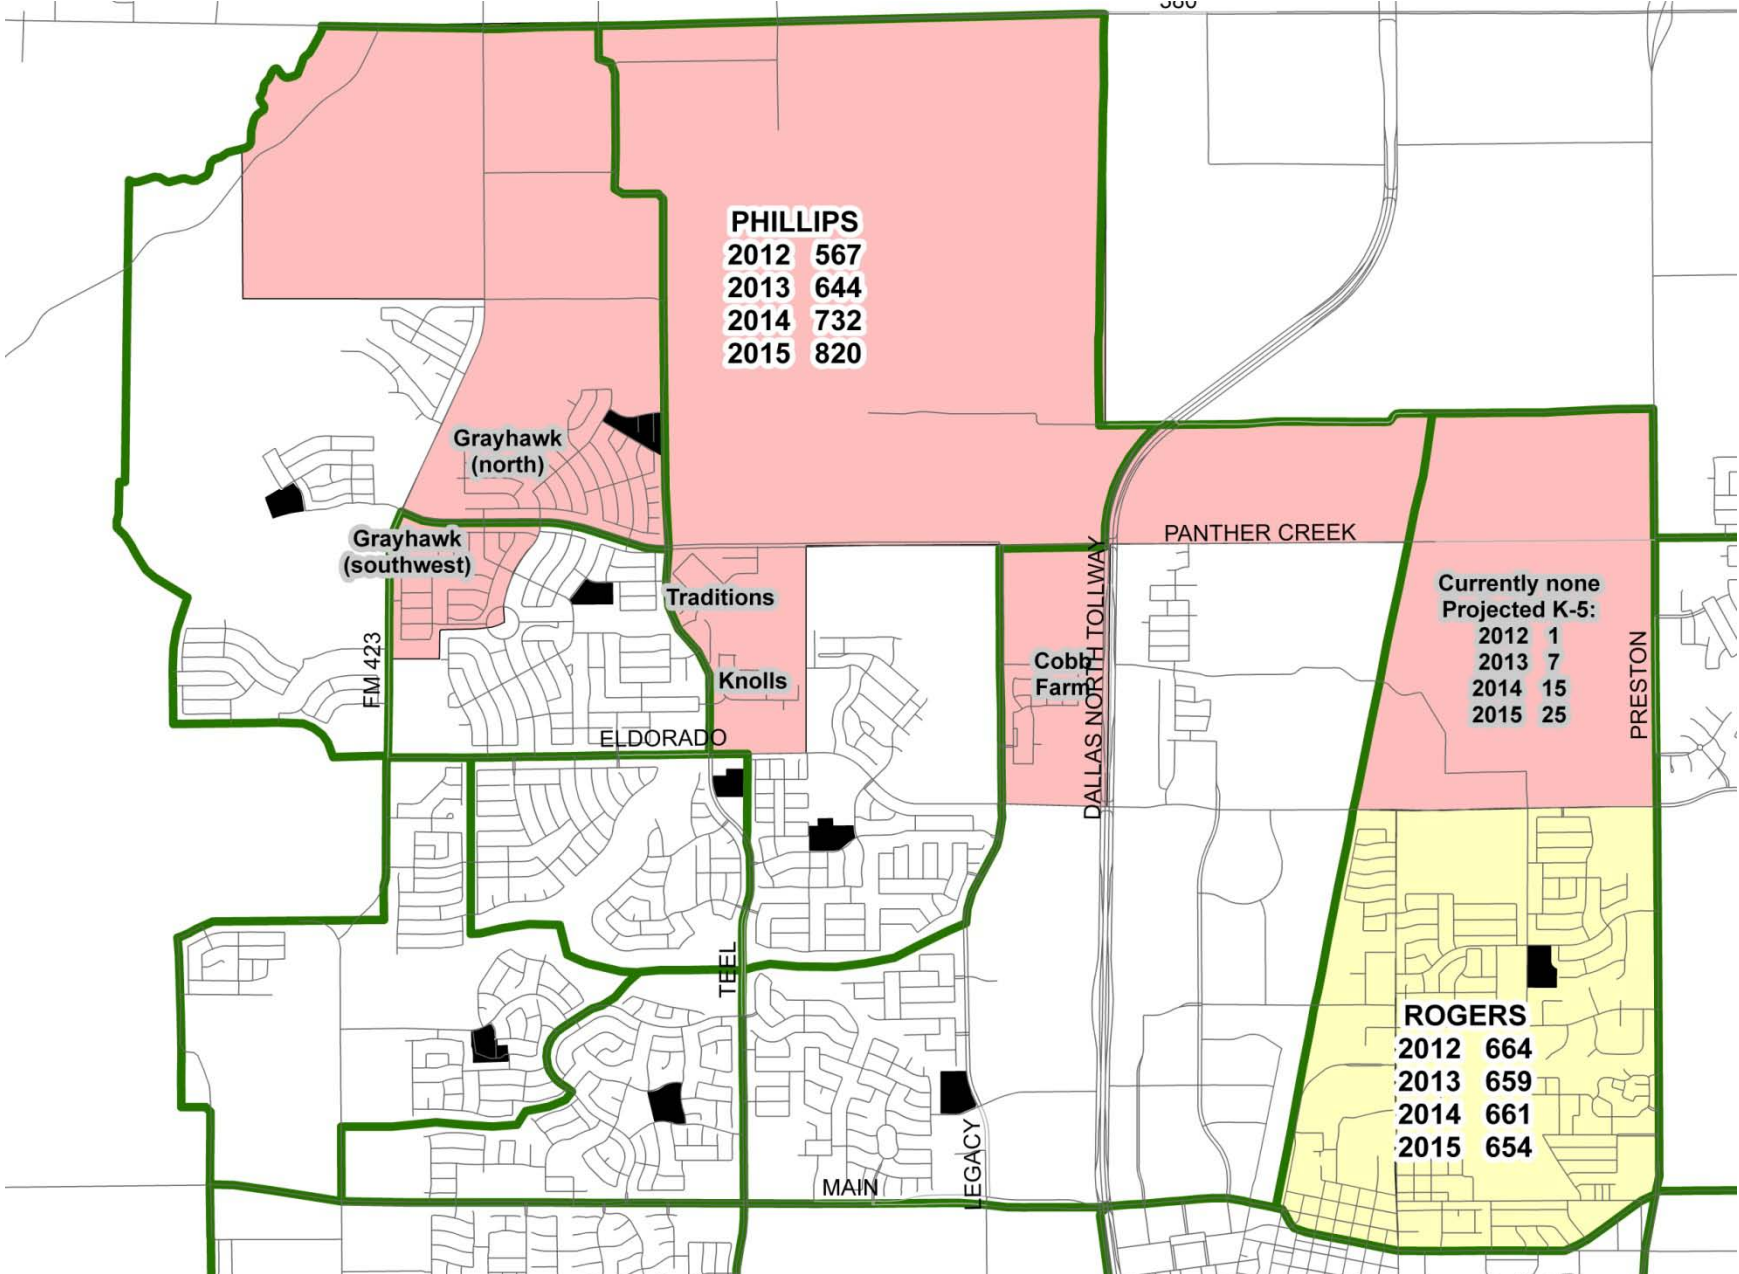 380
PHILLIPS
2012 567
2013 644
2014 732
2015 820
Grayhawk
(north)
Grayhawk
(southwest)
PANTHER CREEK
Traditions
Knolls
Cobb
Farm
DALLAS NORTH TOLLWAY
Currently none
Projected K-5:
2012 1
2013 7
2014 15
2015 25
PRESTON
FM 423
ELDORADO
TEEL
LEGACY
MAIN
ROGERS
2012 664
2013 659
2014 661
2015 654